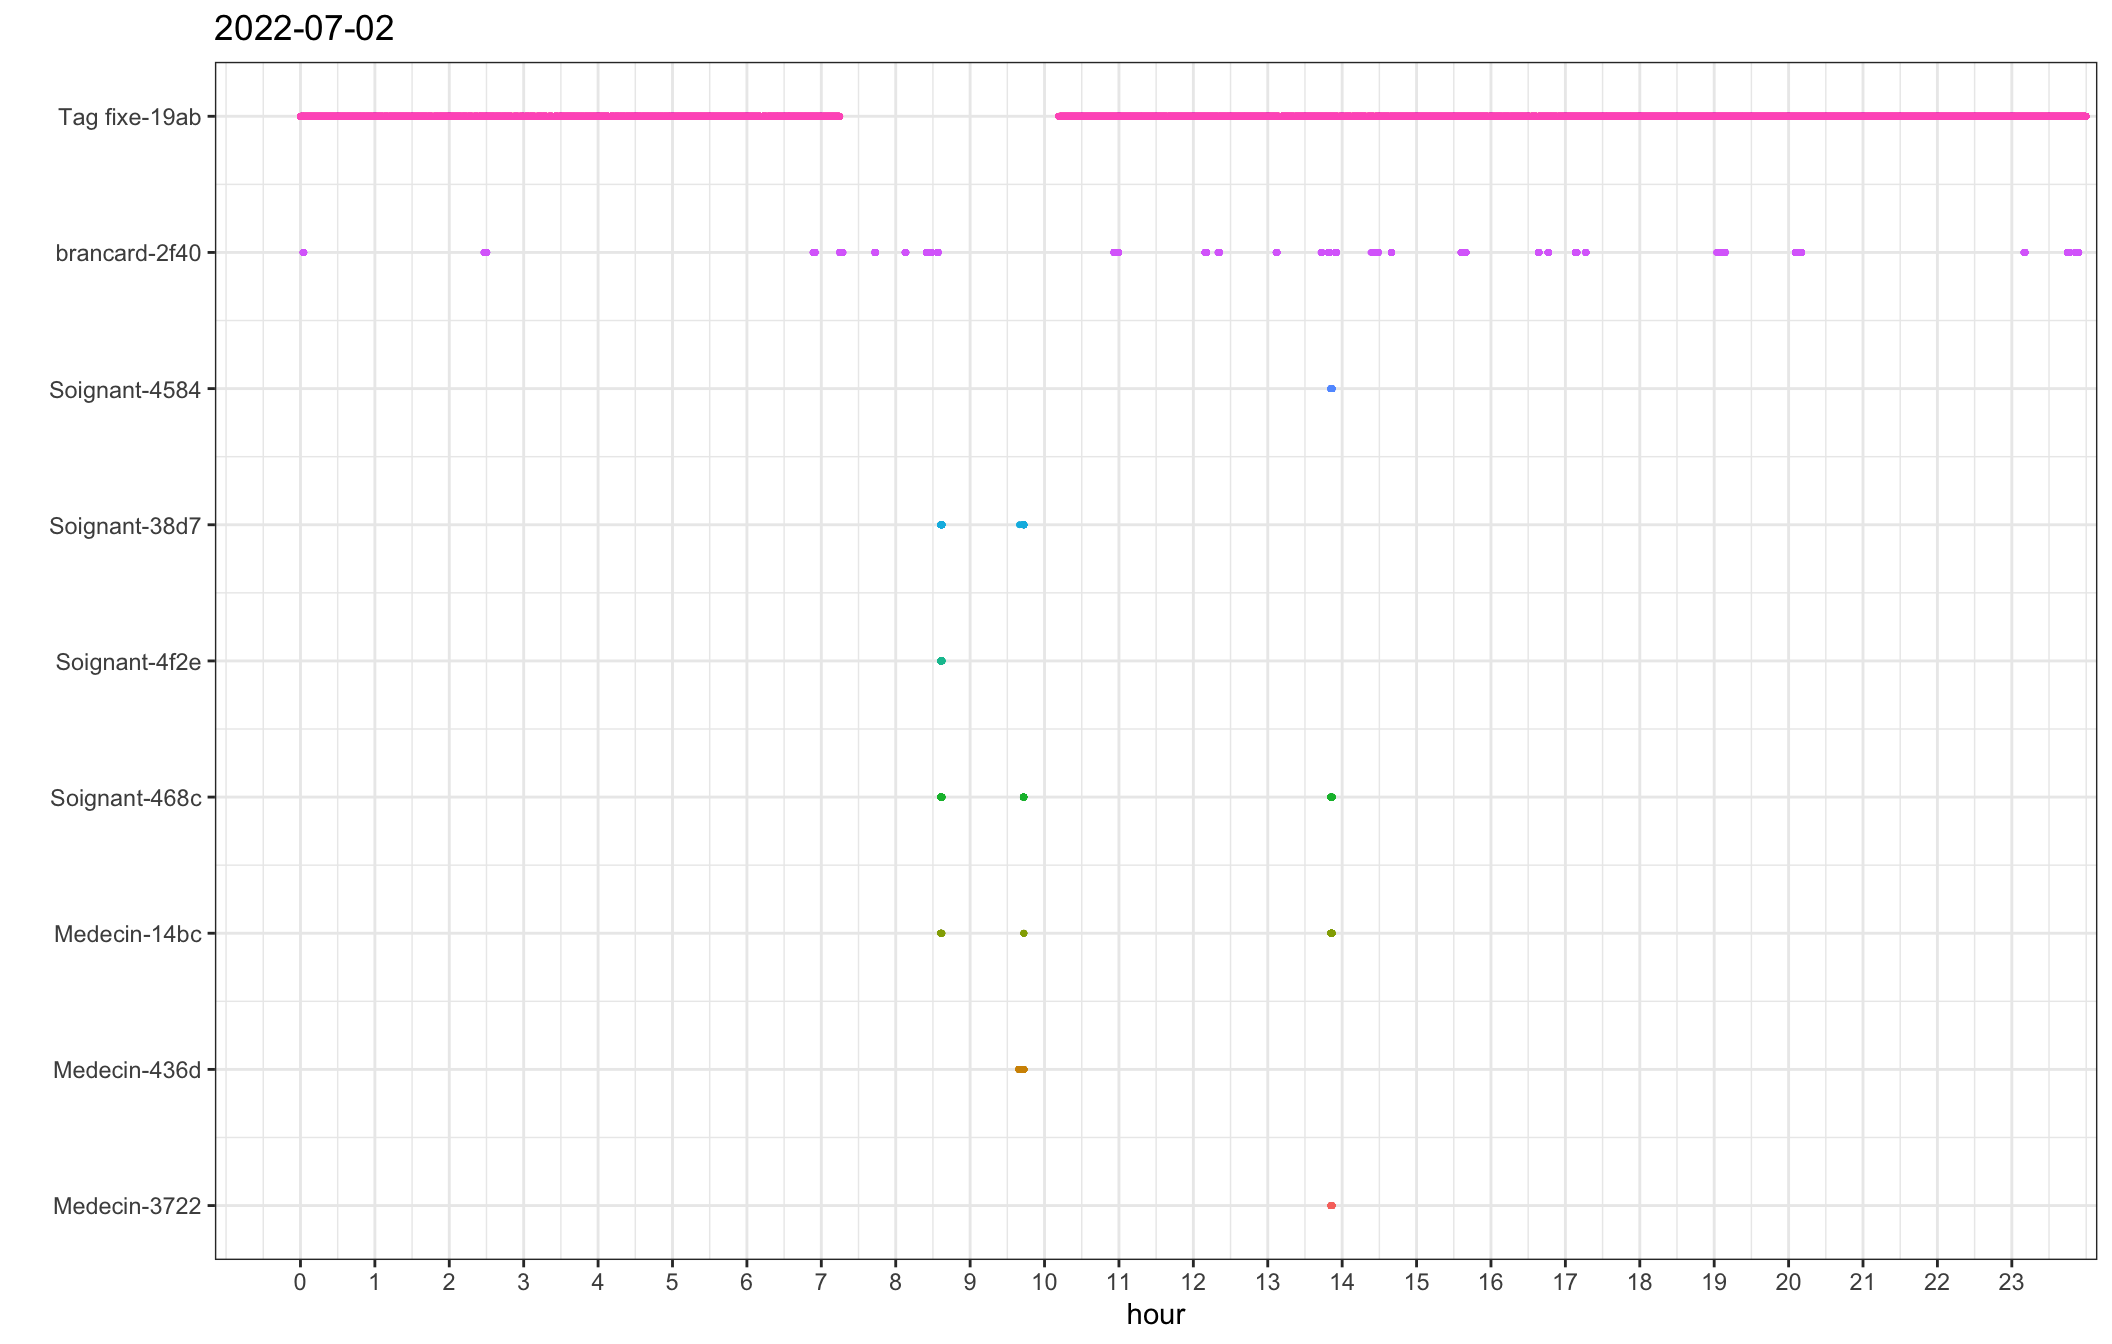 2022-07-02
Tag fixe-19ab
brancard-2f40
Soignant-4584
Soignant-38d7
Soignant-4f2e
Soignant-468c
Medecin-14bc
Medecin-436d
Medecin-3722
0 1 2 3 4 5 6 7 8 9 10 11 12 13 14 15 16 17 18 19 20 21 22 23
hour